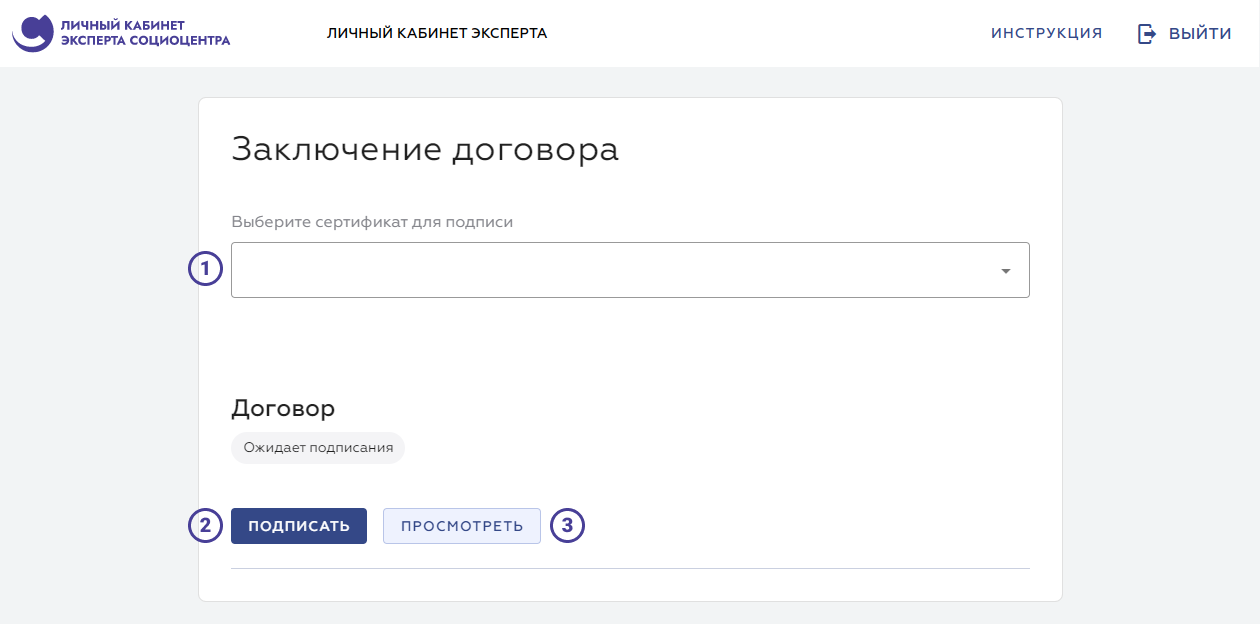 ЛИЧНЫЙ КАБИНЕТ
ЭКСПЕРТА СОЦИОЦЕНТРА
ЛИЧНЫЙ КАБИНЕТ ЭКСПЕРТА
ИНСТРУКЦИЯ
ВЫЙТИ
Заключение договора
Выберите сертификат для подписи
1
Договор
Ожидает подписания
2
ПОДПИСАТЬ
ПРОСМОТРЕТЬ
3